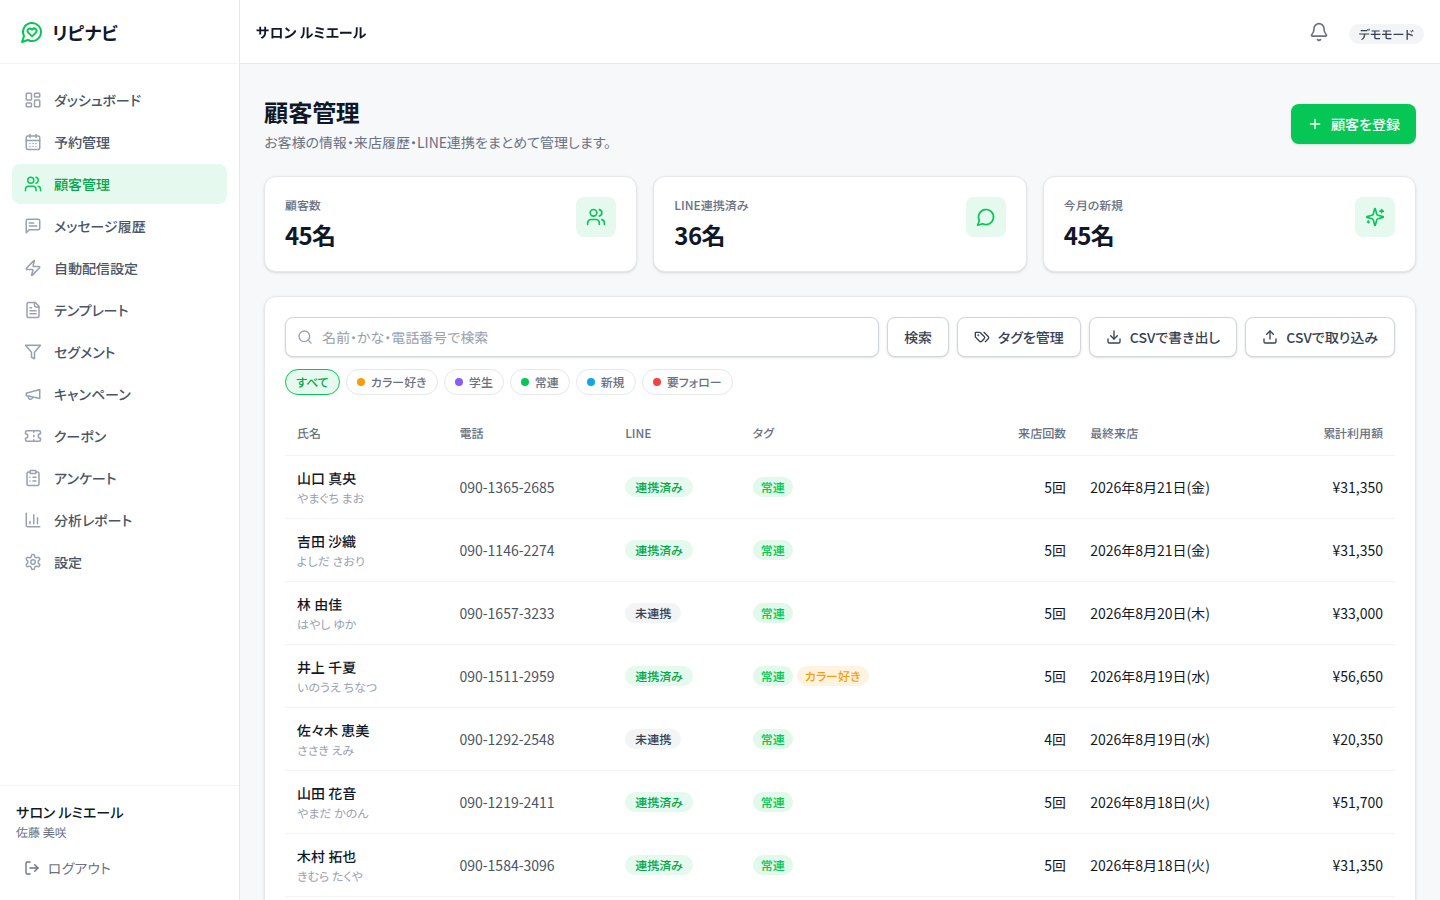 リピナビ
サロン ルミエール
デモモード
ダッシュボード
予約管理
顧客管理
メッセージ履歴
自動配信設定
テンプレート
セグメント
キャンペーン
クーポン
アンケート
分析レポート
設定
サロン ルミエール
佐藤 美咲
ログアウト
顧客管理
お客様の情報・来店履歴・LINE連携をまとめて管理します。
顧客を登録
顧客数
45名
LINE連携済み
36名
今月の新規
45名
名前・かな・電話番号で検索
検索
タグを管理
CSVで書き出し
CSVで取り込み
すべて カラー好き 学生 常連 新規 要フォロー
氏名 電話 LINE タグ 来店回数 最終来店 累計利用額
山口 真央
やまぐち まお
090-1365-2685 連携済み 常連 5回 2026年8月21日(金) ¥31,350
吉田 沙織
よしだ さおり
090-1146-2274 連携済み 常連 5回 2026年8月21日(金) ¥31,350
林 由佳
はやし ゆか
090-1657-3233 未連携 常連 5回 2026年8月20日(木) ¥33,000
井上 千夏
いのうえ ちなつ
090-1511-2959 連携済み 常連 カラー好き 5回 2026年8月19日(水) ¥56,650
佐々木 恵美
ささき えみ
090-1292-2548 未連携 常連 4回 2026年8月19日(水) ¥20,350
山田 花音
やまだ かのん
090-1219-2411 連携済み 常連 5回 2026年8月18日(火) ¥51,700
木村 拓也
きむら たくや
090-1584-3096 連携済み 常連 5回 2026年8月18日(火) ¥31,350